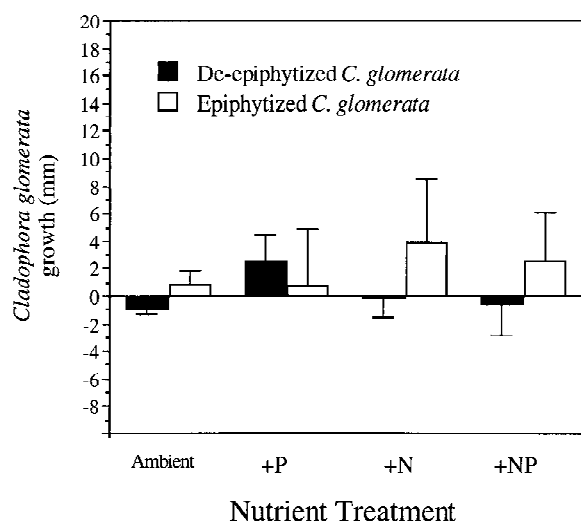 20
18
16
14
12
10
8
6
4
2
0
-2
-4
-6
-8
Cladophora glomerata
growth (mm)
De-epiphytized C. glomerata
Epiphytized C. glomerata
Ambient +P +N +NP
Nutrient Treatment